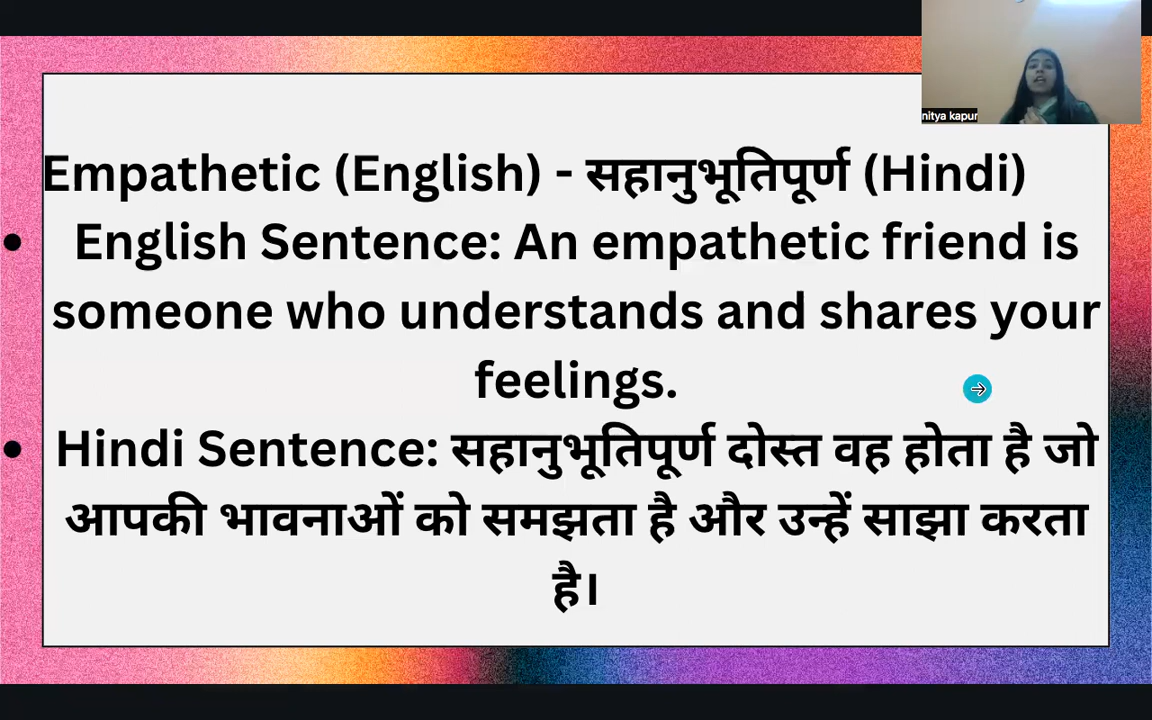 nitya kapur
Empathetic (English) - सहानुभूतिपूर्ण (Hindi)
• English Sentence: An empathetic friend is
someone who understands and shares your
feelings.
• Hindi Sentence: सहानुभूतिपूर्ण दोस्त वह होता है जो
आपकी भावनाओं को समझता है और उन्हें साझा करता
है।